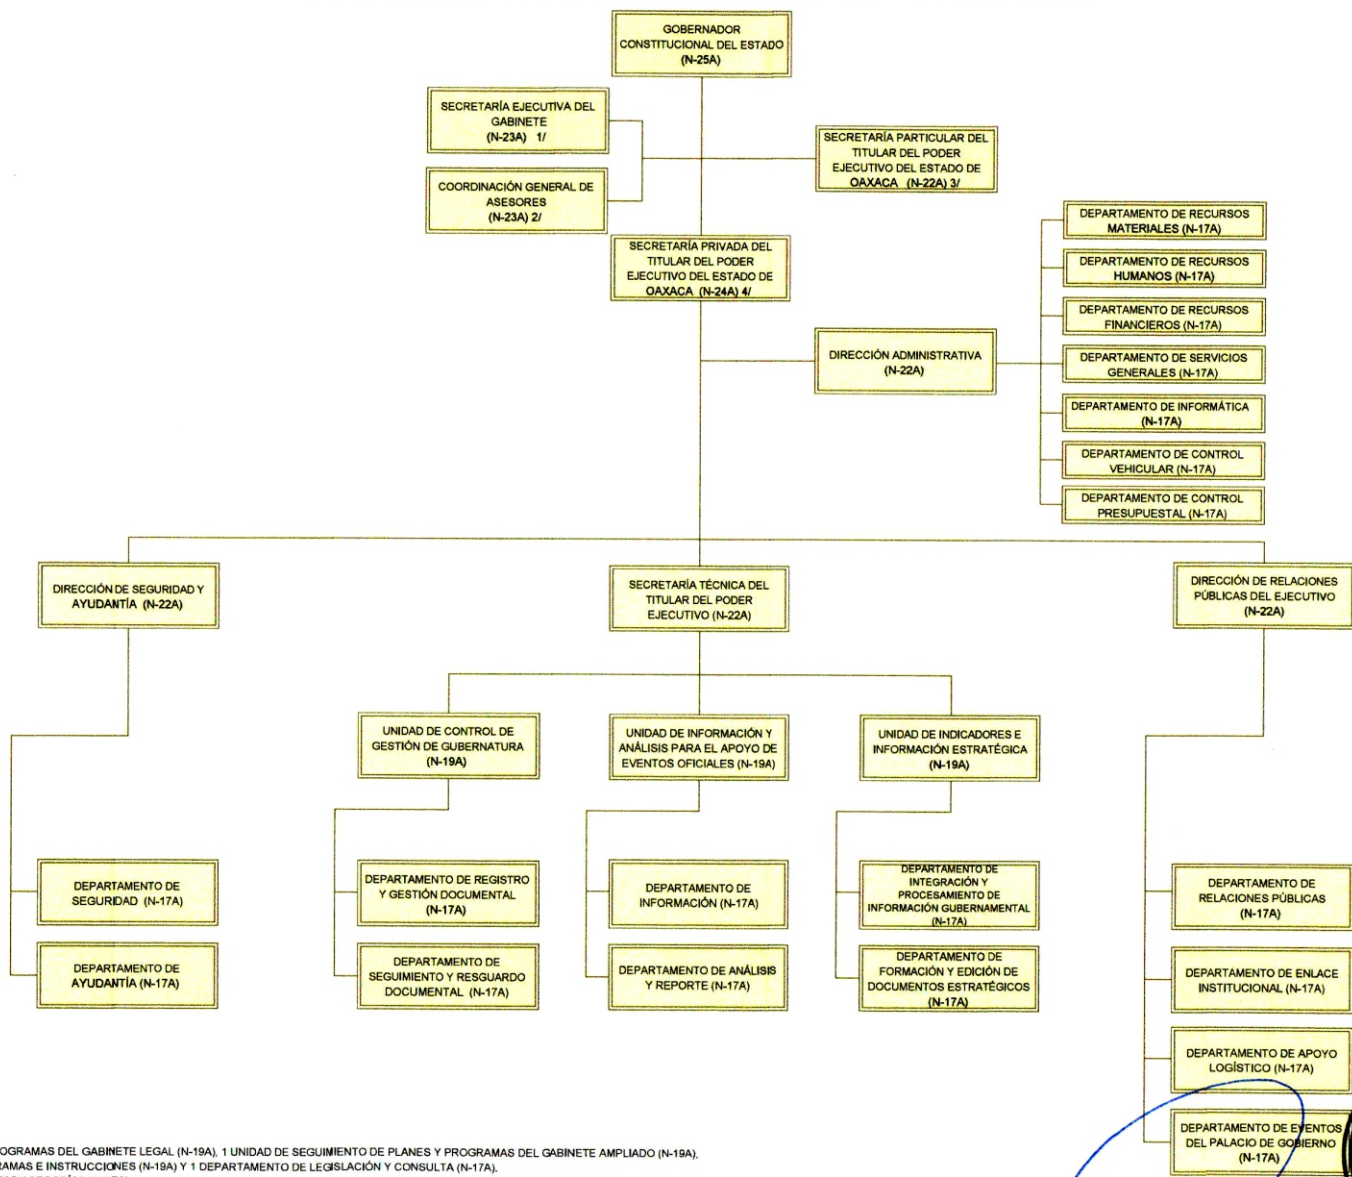 GOBERNADOR
CONSTITUCIONAL DEL ESTADO
(N-25A)
SECRETARÍA EJECUTIVA DEL
GABINETE
(N-23A) 1/
COORDINACIÓN GENERAL DE
ASESORES
(N-23A) 2/
SECRETARÍA PARTICULAR DEL
TITULAR DEL PODER
EJECUTIVO DEL ESTADO DE
OAXACA (N-22A) 3/
SECRETARÍA PRIVADA DEL
TITULAR DEL PODER
EJECUTIVO DEL ESTADO DE
OAXACA (N-24A) 4/
DIRECCIÓN ADMINISTRATIVA
(N-22A)
DEPARTAMENTO DE RECURSOS
MATERIALES (N-17A)
DEPARTAMENTO DE RECURSOS
HUMANOS (N-17A)
DEPARTAMENTO DE RECURSOS
FINANCIEROS (N-17A)
DEPARTAMENTO DE SERVICIOS
GENERALES (N-17A)
DEPARTAMENTO DE INFORMÁTICA
(N-17A)
DEPARTAMENTO DE CONTROL
VEHICULAR (N-17A)
DEPARTAMENTO DE CONTROL
PRESUPUESTAL (N-17A)
DIRECCIÓN DE SEGURIDAD Y
AYUDANTÍA (N-22A)
SECRETARÍA TÉCNICA DEL
TITULAR DEL PODER
EJECUTIVO (N-22A)
DIRECCIÓN DE RELACIONES
PÚBLICAS DEL EJECUTIVO
(N-22A)
UNIDAD DE CONTROL DE
GESTIÓN DE GUBERNATURA
(N-19A)
UNIDAD DE INFORMACIÓN Y
ANÁLISIS PARA EL APOYO DE
EVENTOS OFICIALES (N-19A)
UNIDAD DE INDICADORES E
INFORMACIÓN ESTRATÉGICA
(N-19A)
DEPARTAMENTO DE
SEGURIDAD (N-17A)
DEPARTAMENTO DE
AYUDANTÍA (N-17A)
DEPARTAMENTO DE REGISTRO
Y GESTIÓN DOCUMENTAL
(N-17A)
DEPARTAMENTO DE
SEGUIMIENTO Y RESGUARDO
DOCUMENTAL (N-17A)
DEPARTAMENTO DE
INFORMACIÓN (N-17A)
DEPARTAMENTO DE ANÁLISIS
Y REPORTE (N-17A)
DEPARTAMENTO DE
INTEGRACIÓN Y
PROCESAMIENTO DE
INFORMACIÓN GUBERNAMENTAL
(N-17A)
DEPARTAMENTO DE
FORMACIÓN Y EDICIÓN DE
DOCUMENTOS ESTRATÉGICOS
(N-17A)
DEPARTAMENTO DE
RELACIONES PÚBLICAS
(N-17A)
DEPARTAMENTO DE ENLACE
INSTITUCIONAL (N-17A)
DEPARTAMENTO DE APOYO
LOGÍSTICO (N-17A)
DEPARTAMENTO DE EVENTOS
DEL PALACIO DE GOBIERNO
(N-17A)
OGRAMAS DEL GABINETE LEGAL (N-19A), 1 UNIDAD DE SEGUIMIENTO DE PLANES Y PROGRAMAS DEL GABINETE AMPLIADO (N-19A),
RAMAS E INSTRUCCIONES (N-19A) Y 1 DEPARTAMENTO DE LEGISLACIÓN Y CONSULTA (N-17A).